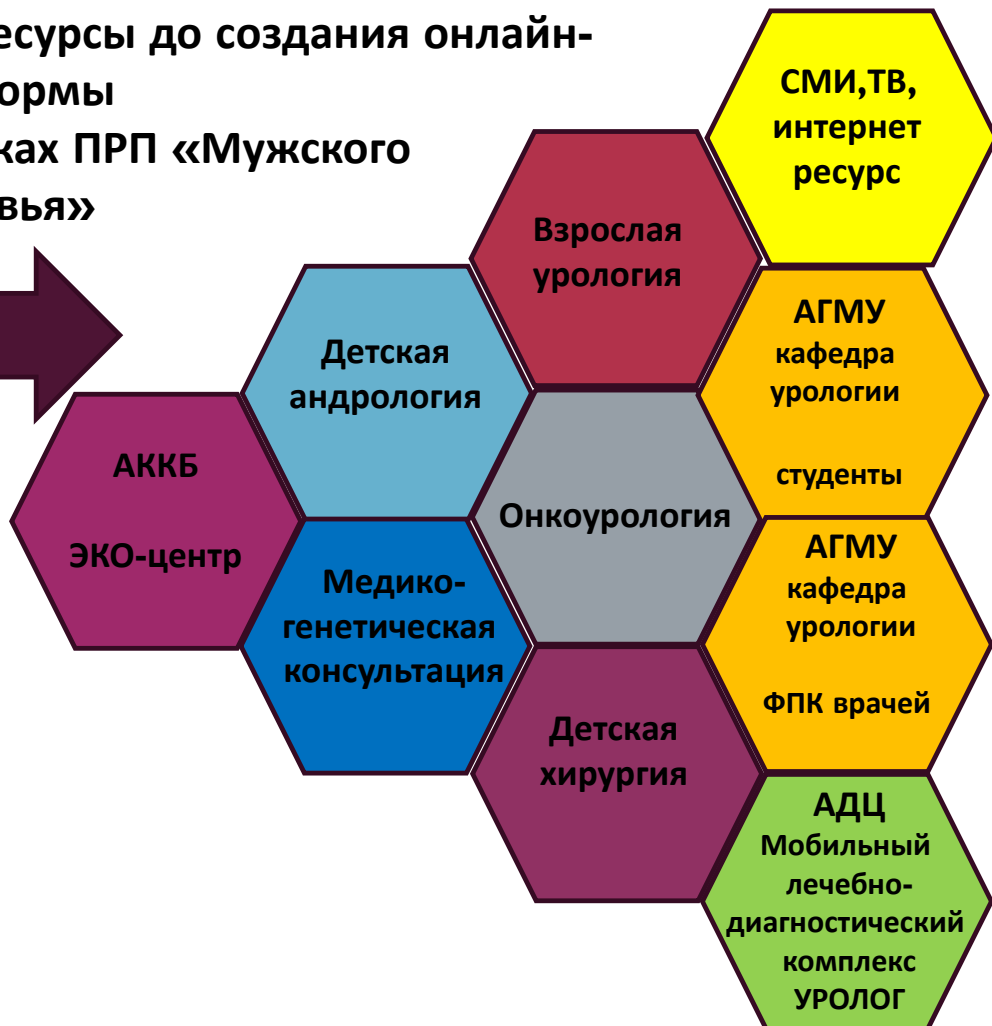 есурсы до создания онлайн-
ормы
ках ПРП «Мужского
вья»
СМИ,ТВ,
интернет
ресурс
Взрослая
урология
АГМУ
кафедра
урологии
студенты
Детская
андрология
АККБ
ЭКО-центр
Онкоурология
Медико-
генетическая
консультация
АГМУ
кафедра
урологии
ФПК врачей
Детская
хирургия
АДЦ
Мобильный
лечебно-
диагностический
комплекс
УРОЛОГ